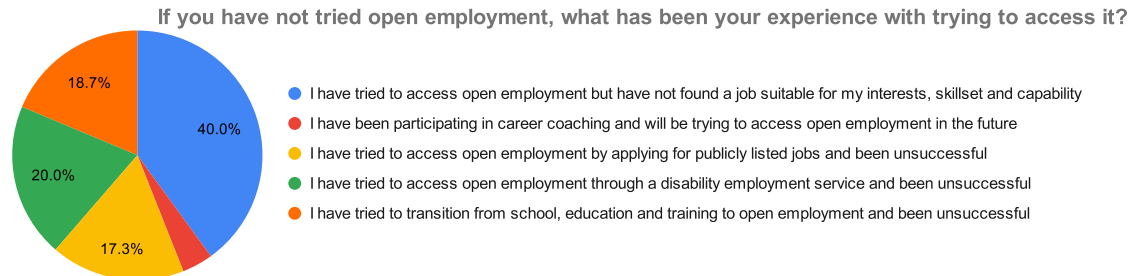 If you have not tried open employment, what has been your experience with trying to access it?
18.7%
40.0%
20.0%
17.3%
I have tried to access open employment but have not found a job suitable for my interests, skillset and capability
I have been participating in career coaching and will be trying to access open employment in the future
I have tried to access open employment by applying for publicly listed jobs and been unsuccessful
I have tried to access open employment through a disability employment service and been unsuccessful
I have tried to transition from school, education and training to open employment and been unsuccessful